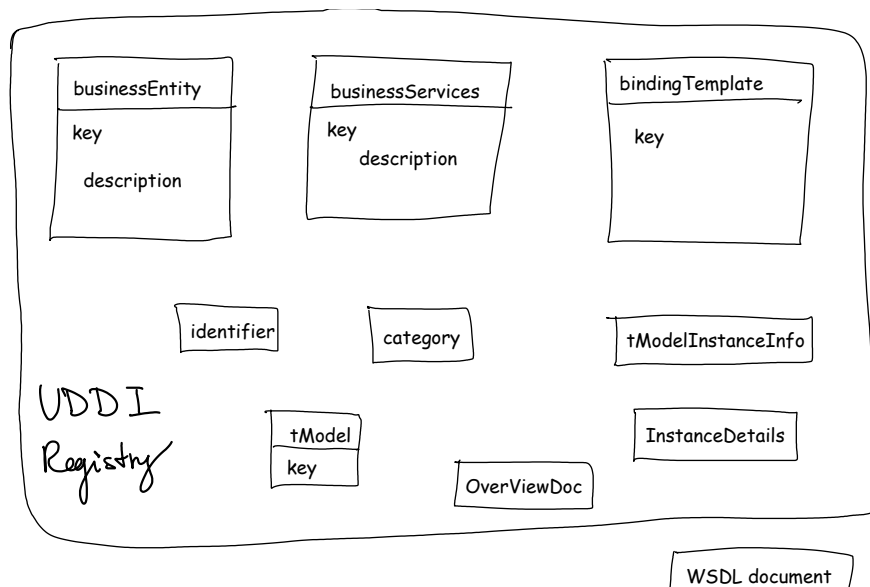 businessEntity
key
description
businessServices
key
description
bindingTemplate
key
identifier
category
tModelInstanceInfo
UDDI
Registry
tModel
key
InstanceDetails
OverViewDoc
WSDL document